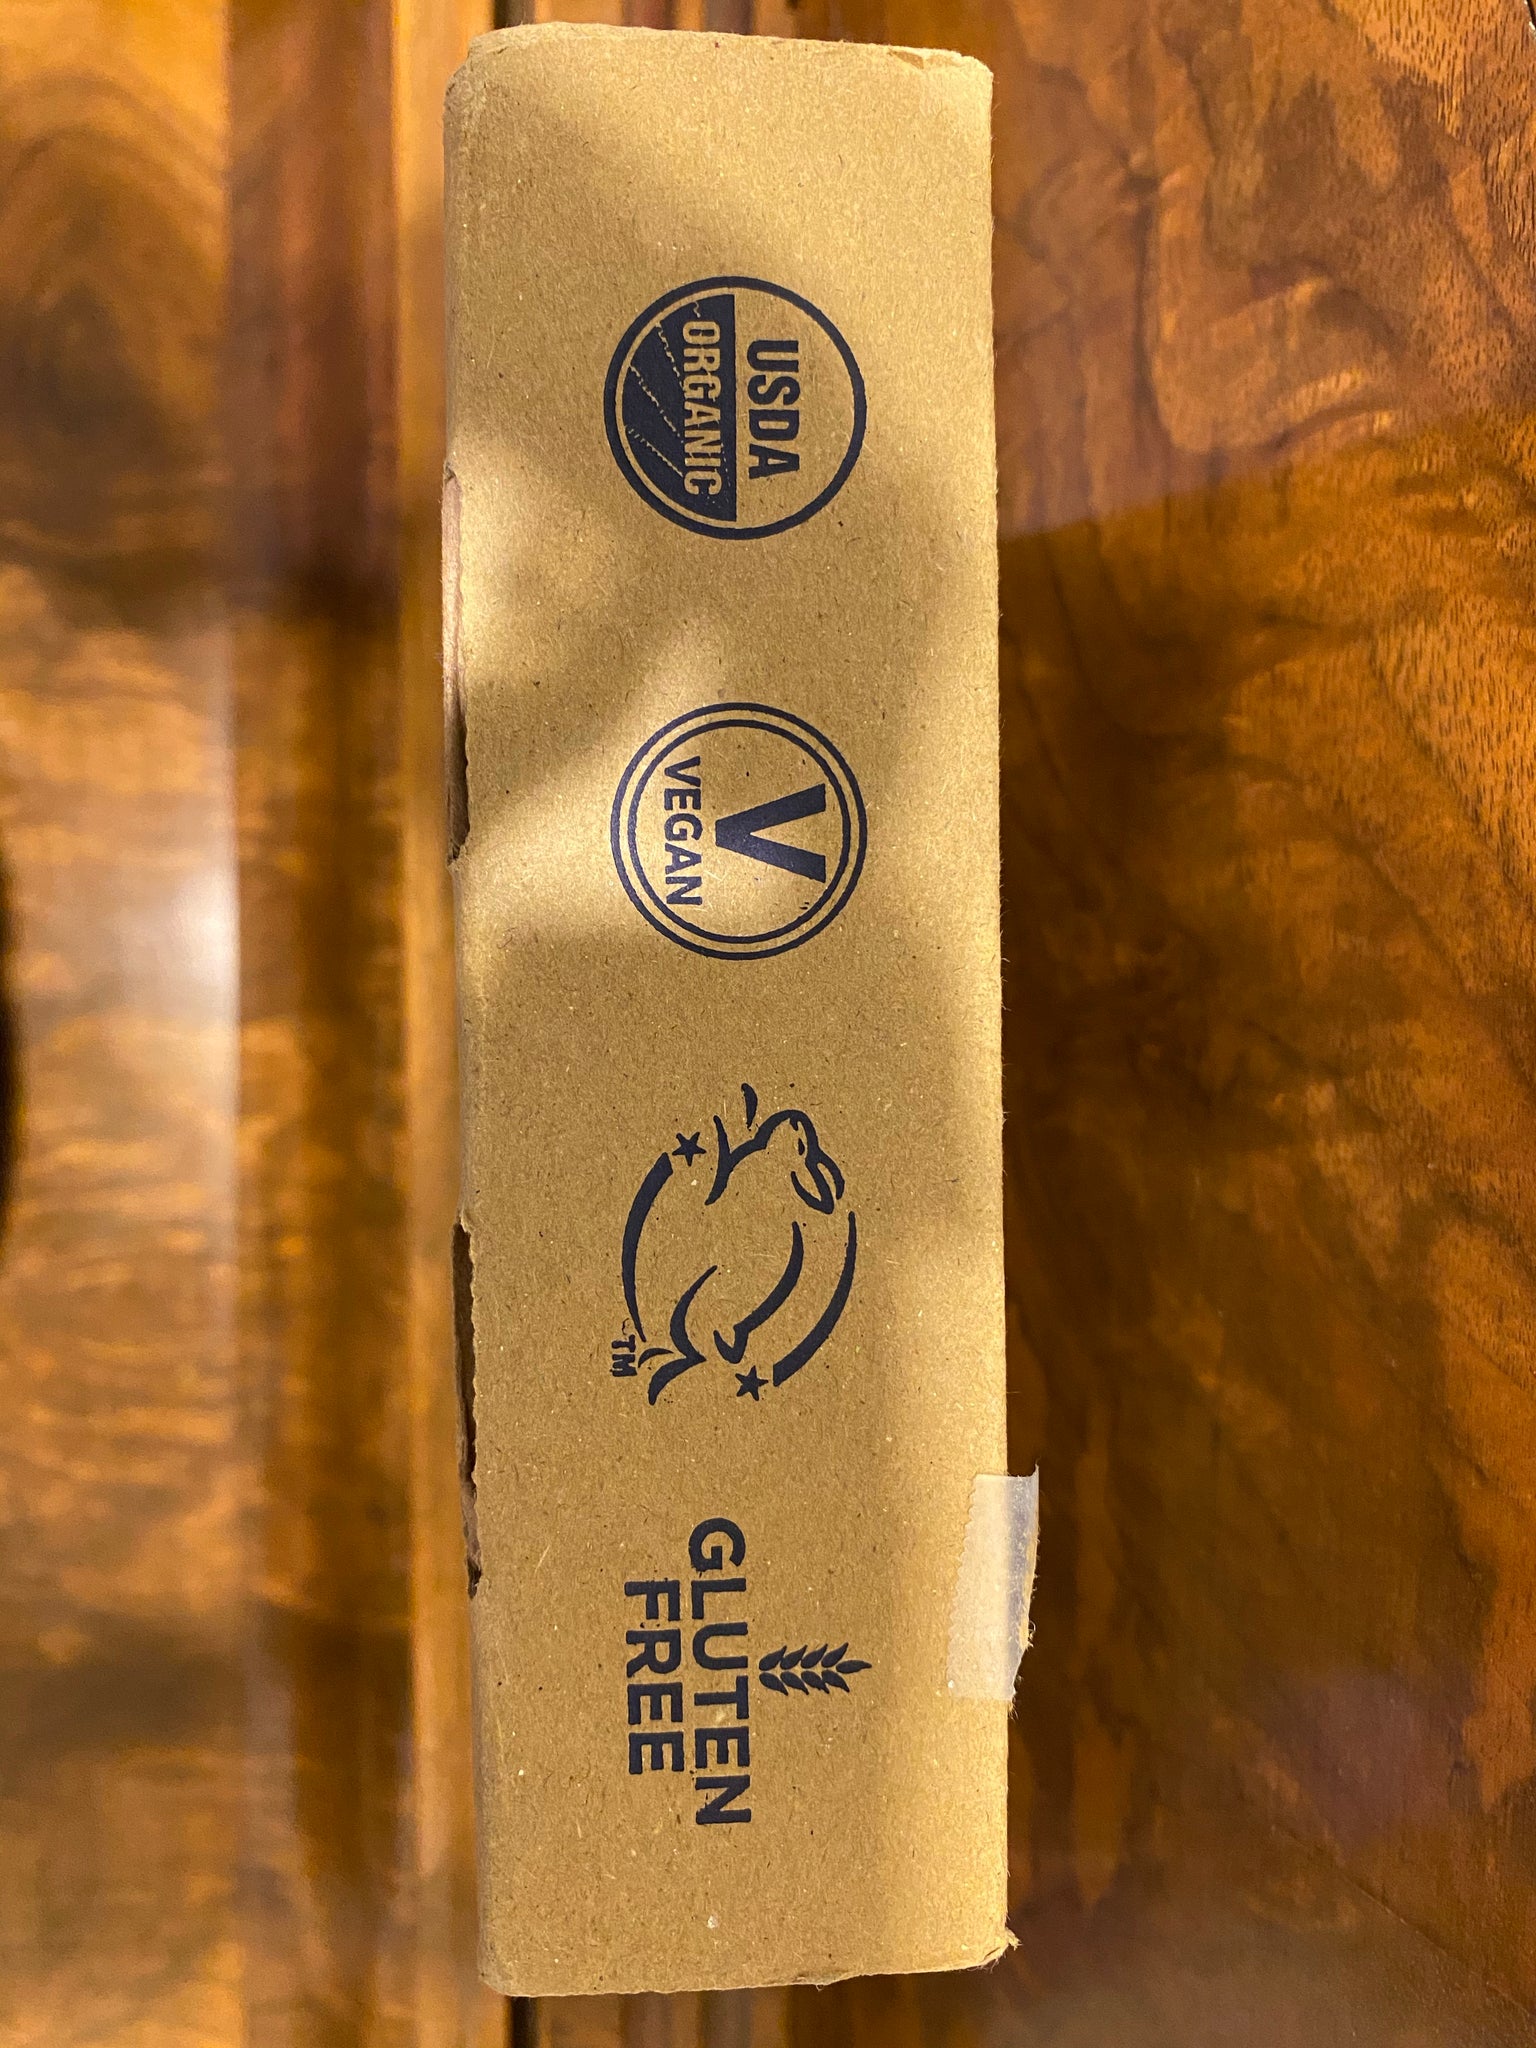 USDA
ORGANIC
V
VEGAN
TM
GLUTEN
FREE